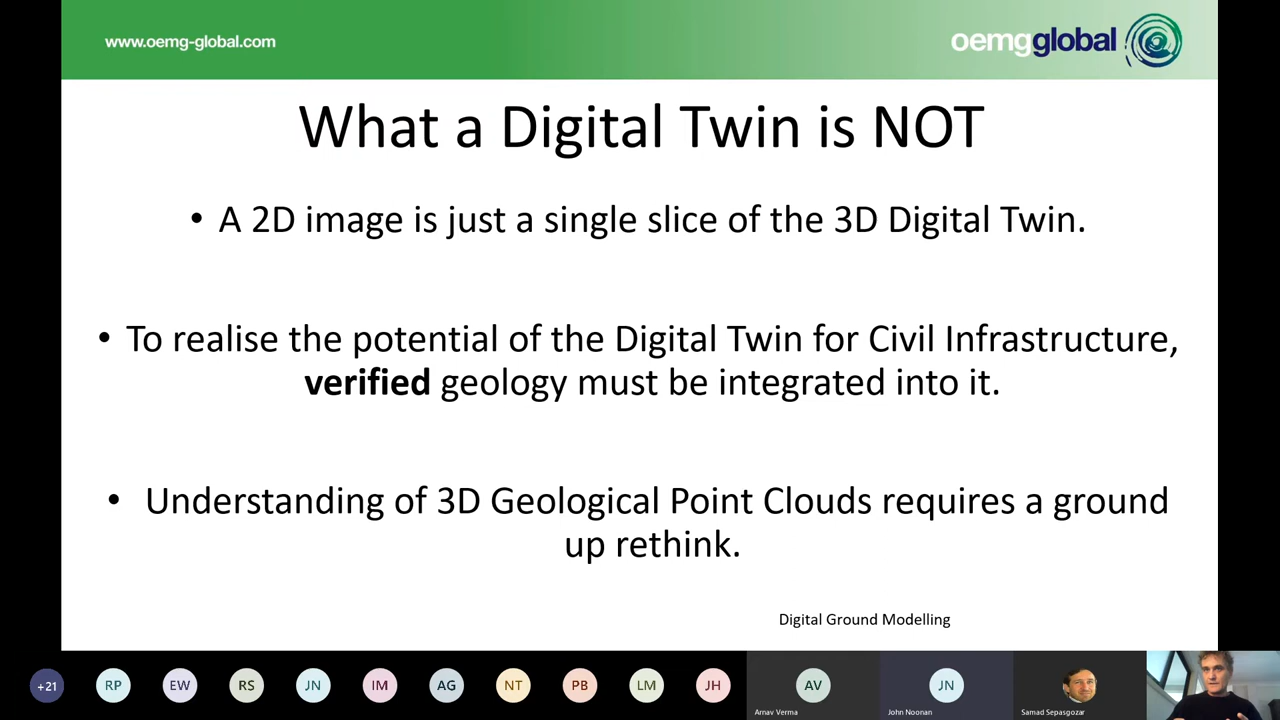 www.oemg-global.com
oemgglobal
What a Digital Twin is NOT
• A 2D image is just a single slice of the 3D Digital Twin.
• To realise the potential of the Digital Twin for Civil Infrastructure,
verified geology must be integrated into it.
• Understanding of 3D Geological Point Clouds requires a ground
up rethink.
Digital Ground Modelling
+21 RP EW RS JN IM AG NT PB LM JH AV JN
Arnav Verma John Noonan Samad Sepasgozar